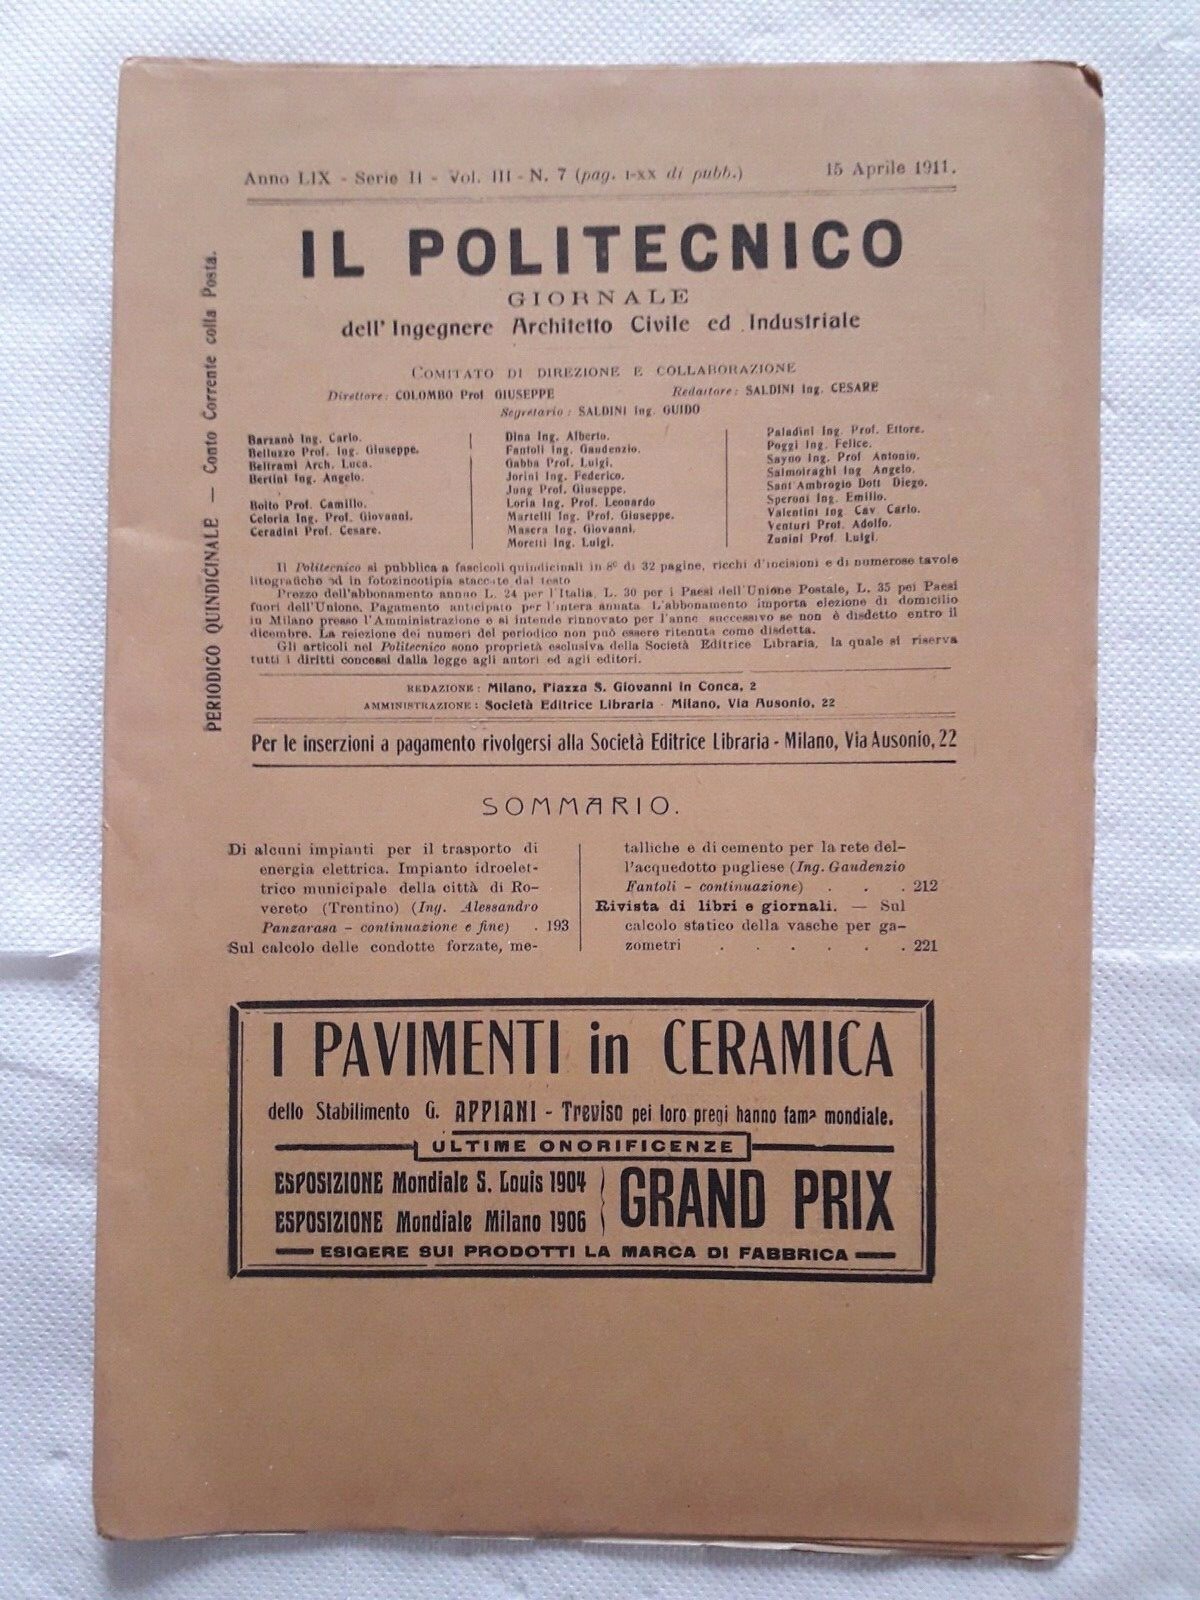 Anno LIX - Serie II - Vol. III - N. 7 (pag. I-XX di pubb.) 15 Aprile 1911.
IL POLITECNICO
GIORNALE
dell'Ingegnere Architetto Civile ed Industriale
PERIODICO QUINDICINALE — Conto Corrente colla Posta.
COMITATO DI DIREZIONE E COLLABORAZIONE
Direttore: COLOMBO Prof GIUSEPPE Redattore: SALDINI Ing. CESARE
Segretario: SALDINI Ing. GUIDO
Barzanò Ing. Carlo.
Belluzzo Prof. Ing. Giuseppe.
Beltrami Arch. Luca.
Bertini Ing. Angelo.
Boito Prof. Camillo.
Celoria Ing. Prof. Giovanni.
Ceradini Prof. Cesare.
Dina Ing. Alberto.
Fantoli Ing. Gaudenzio.
Gabba Prof. Luigi.
Jorini Ing. Federico.
Jung Prof. Giuseppe.
Loria Ing. Prof. Leonardo
Martelli Ing. Prof. Giuseppe.
Masera Ing. Giovanni.
Moretti Ing. Luigi.
Paladini Ing. Prof. Ettore.
Poggi Ing. Felice.
Sayno Ing. Prof Antonio.
Salmoiraghi Ing Angelo.
Sant'Ambrogio Dott Diego.
Speroni Ing. Emilio.
Valentini Ing Cav Carlo.
Venturi Prof. Adolfo.
Zunini Prof. Luigi.
Il Politecnico si pubblica a fascicoli quindicinali in 8º di 32 pagine, ricchi d'incisioni e di numerose tavole
litografiche ed in fotozincotipia staccate dal testo
Prezzo dell'abbonamento annuo L. 24 per l'Italia, L. 30 per i Paesi dell'Unione Postale, L. 35 pei Paesi
fuori dell'Unione. Pagamento anticipato per l'intera annata. L'abbonamento importa elezione di domicilio
in Milano presso l'Amministrazione e si intende rinnovato per l'anno successivo se non è disdetto entro il
dicembre. La reiezione dei numeri del periodico non può essere ritenuta come disdetta.
Gli articoli nel Politecnico sono proprietà esclusiva della Società Editrice Libraria, la quale si riserva
tutti i diritti concessi dalla legge agli autori ed agli editori.
REDAZIONE: Milano, Piazza S. Giovanni in Conca, 2
AMMINISTRAZIONE: Società Editrice Libraria - Milano, Via Ausonio, 22
Per le inserzioni a pagamento rivolgersi alla Società Editrice Libraria - Milano, Via Ausonio, 22
SOMMARIO.
Di alcuni impianti per il trasporto di
energia elettrica. Impianto idroelet-
trico municipale della città di Ro-
vereto (Trentino) (Ing. Alessandro
Panzarasa - continuazione e fine) . 193
Sul calcolo delle condotte forzate, me-
talliche e di cemento per la rete del-
l'acquedotto pugliese (Ing. Gaudenzio
Fantoli - continuazione) . . . 212
Rivista di libri e giornali. — Sul
calcolo statico della vasche per ga-
zometri . . . . . . 221
I PAVIMENTI in CERAMICA
dello Stabilimento G. APPIANI - Treviso pei loro pregi hanno fama mondiale.
ULTIME ONORIFICENZE
ESPOSIZIONE Mondiale S. Louis 1904
ESPOSIZIONE Mondiale Milano 1906
GRAND PRIX
ESIGERE SUI PRODOTTI LA MARCA DI FABBRICA